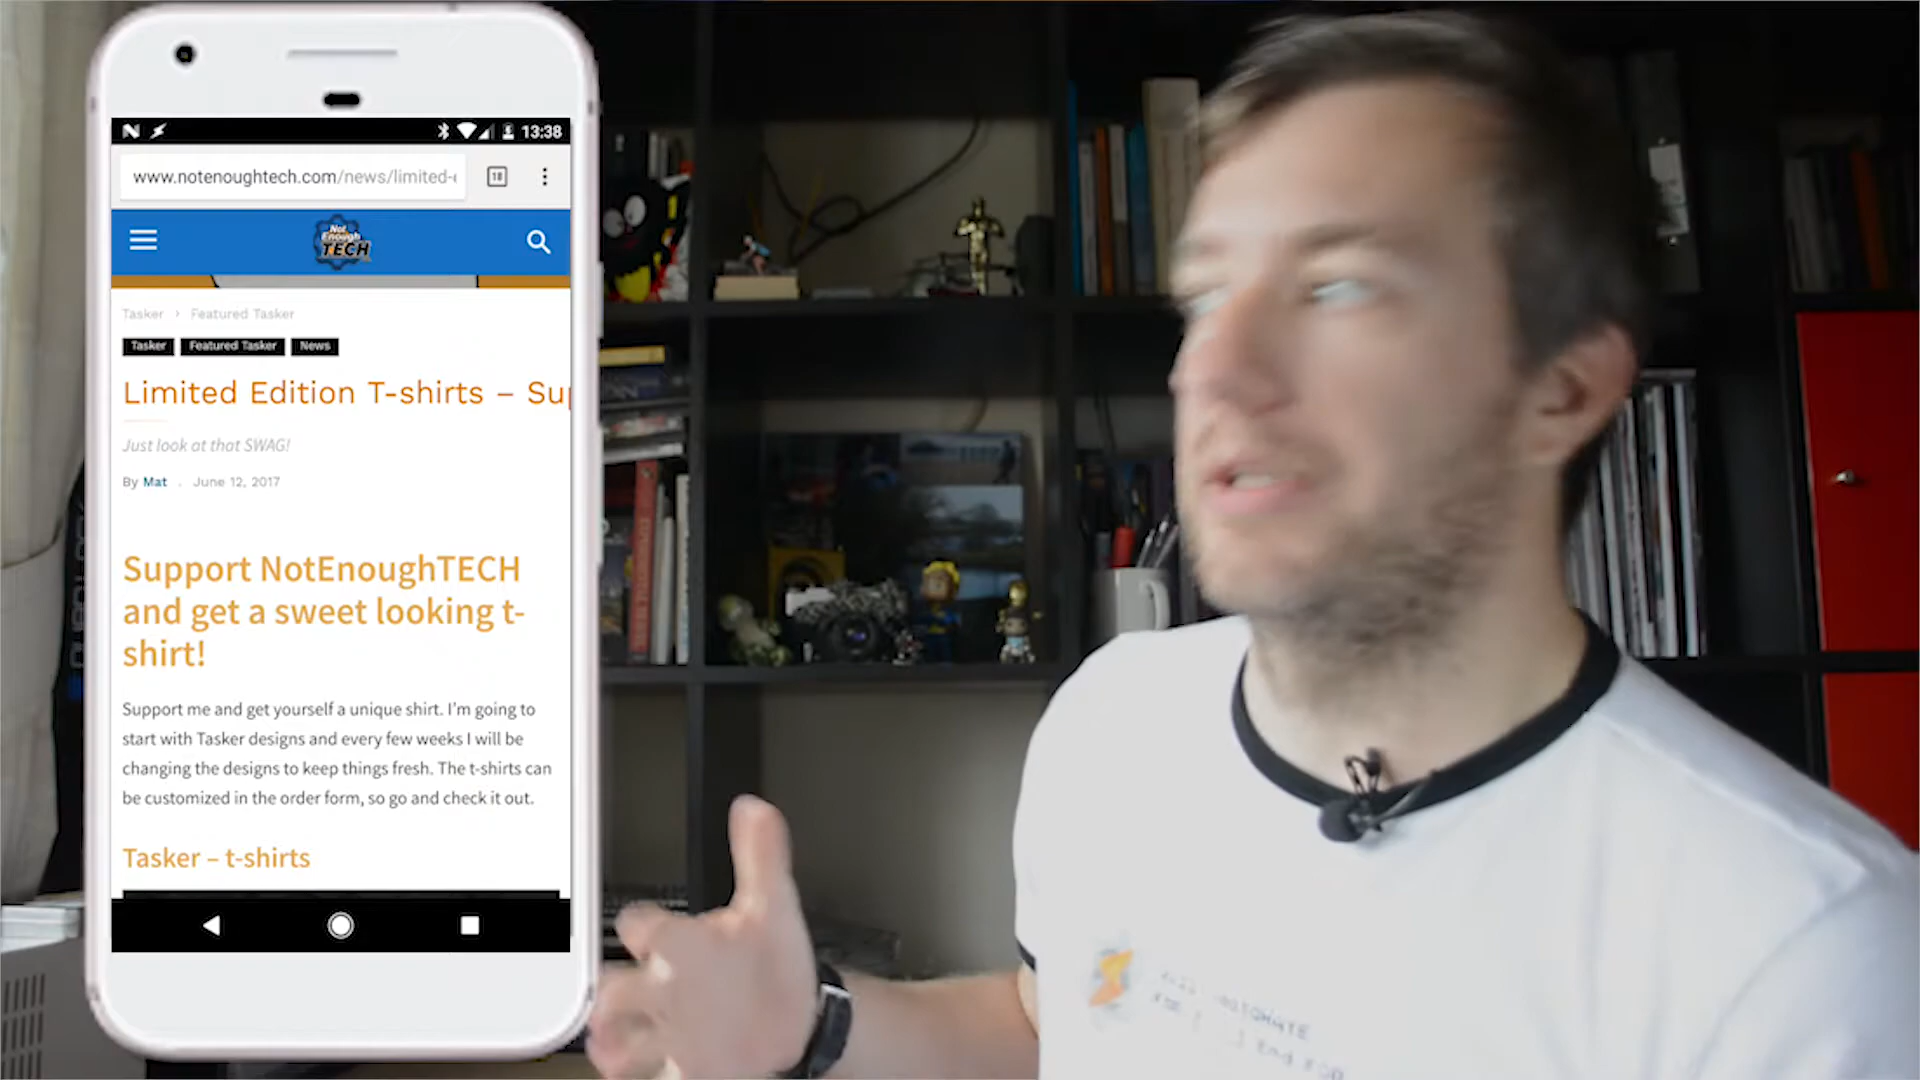 13:38
www.notenoughtech.com/news/limited-
18
Not
Enough
TECH
Tasker > Featured Tasker
Tasker Featured Tasker News
Limited Edition T-shirts – Sup
Just look at that SWAG!
By Mat . June 12, 2017
Support NotEnoughTECH
and get a sweet looking t-
shirt!
Support me and get yourself a unique shirt. I'm going to
start with Tasker designs and every few weeks I will be
changing the designs to keep things fresh. The t-shirts can
be customized in the order form, so go and check it out.
Tasker – t-shirts